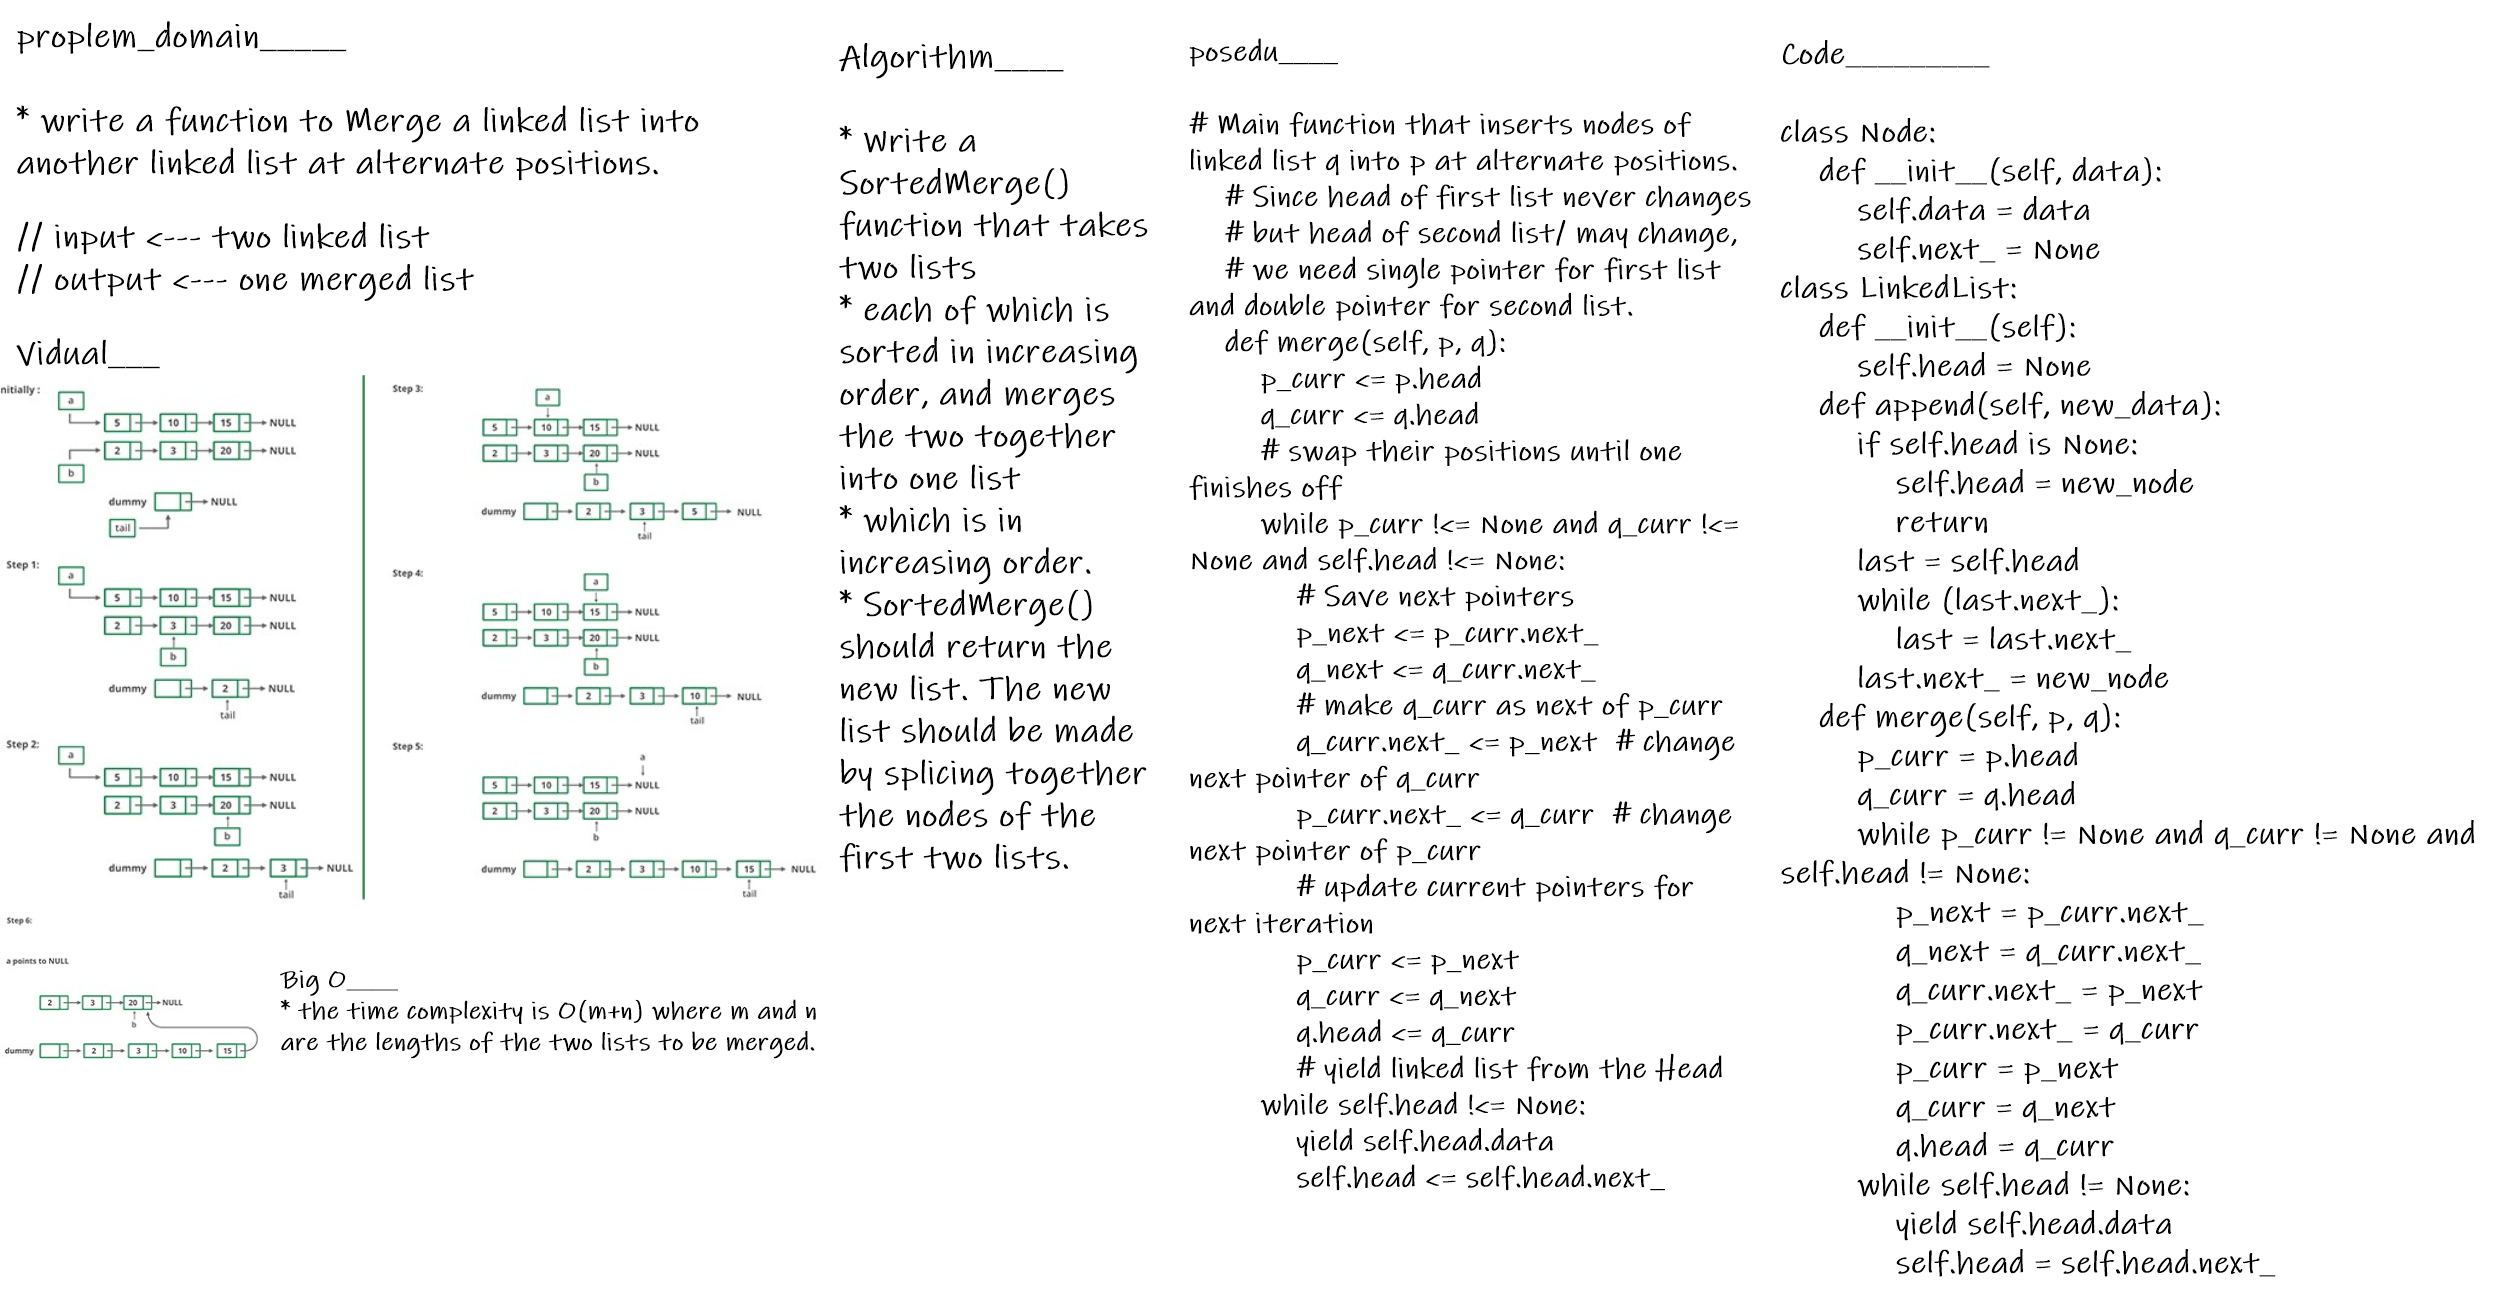 proplem_domain_____
* write a function to Merge a linked list into
another linked list at alternate positions.
// input <--- two linked list
// output <--- one merged list
Vidual___
nitially :
a
5 10 15 NULL
2 3 20 NULL
b
dummy NULL
tail
Step 1:
a
5 10 15 NULL
2 3 20 NULL
b
dummy 2 NULL
tail
Step 2:
a
5 10 15 NULL
2 3 20 NULL
b
dummy 2 3 NULL
tail
Step 3:
a
5 10 15 NULL
2 3 20 NULL
b
dummy 2 3 5 NULL
tail
Step 4:
a
5 10 15 NULL
2 3 20 NULL
b
dummy 2 3 10 NULL
tail
Step 5:
a
5 10 15 NULL
2 3 20 NULL
b
dummy 2 3 10 15 NULL
tail
Step 6:
a points to NULL
2 3 20 NULL
b
dummy 2 3 10 15
Big O____
* the time complexity is O(m+n) where m and n
are the lengths of the two lists to be merged.
Algorithm____
* Write a
SortedMerge()
function that takes
two lists
* each of which is
sorted in increasing
order, and merges
the two together
into one list
* which is in
increasing order.
* SortedMerge()
should return the
new list. The new
list should be made
by splicing together
the nodes of the
first two lists.
posedu____
# Main function that inserts nodes of
linked list q into p at alternate positions.
# Since head of first list never changes
# but head of second list/ may change,
# we need single pointer for first list
and double pointer for second list.
def merge(self, p, q):
p_curr <= p.head
q_curr <= q.head
# swap their positions until one
finishes off
while p_curr !<= None and q_curr !<=
None and self.head !<= None:
# Save next pointers
p_next <= p_curr.next_
q_next <= q_curr.next_
# make q_curr as next of p_curr
q_curr.next_ <= p_next # change
next pointer of q_curr
p_curr.next_ <= q_curr # change
next pointer of p_curr
# update current pointers for
next iteration
p_curr <= p_next
q_curr <= q_next
q.head <= q_curr
# yield linked list from the Head
while self.head !<= None:
yield self.head.data
self.head <= self.head.next_
Code_________
class Node:
def __init__(self, data):
self.data = data
self.next_ = None
class LinkedList:
def __init__(self):
self.head = None
def append(self, new_data):
if self.head is None:
self.head = new_node
return
last = self.head
while (last.next_):
last = last.next_
last.next_ = new_node
def merge(self, p, q):
p_curr = p.head
q_curr = q.head
while p_curr != None and q_curr != None and
self.head != None:
p_next = p_curr.next_
q_next = q_curr.next_
q_curr.next_ = p_next
p_curr.next_ = q_curr
p_curr = p_next
q_curr = q_next
q.head = q_curr
while self.head != None:
yield self.head.data
self.head = self.head.next_